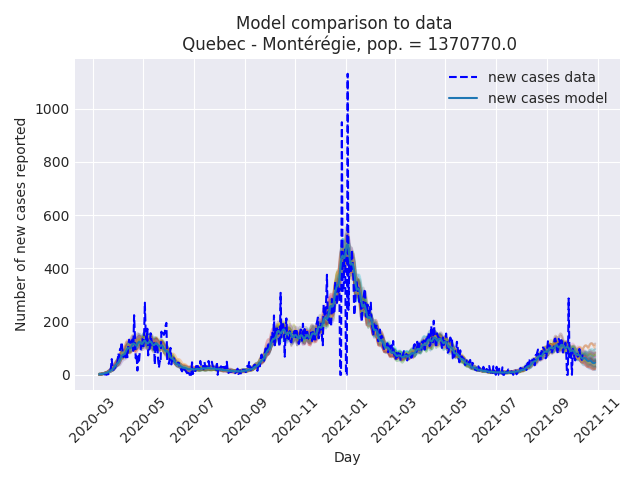 Model comparison to data
Quebec - Montérégie, pop. = 1370770.0
new cases data
new cases model
Number of new cases reported
1000
800
600
400
200
0
2020-03
2020-05
2020-07
2020-09
2020-11
2021-01
2021-03
2021-05
2021-07
2021-09
2021-11
Day